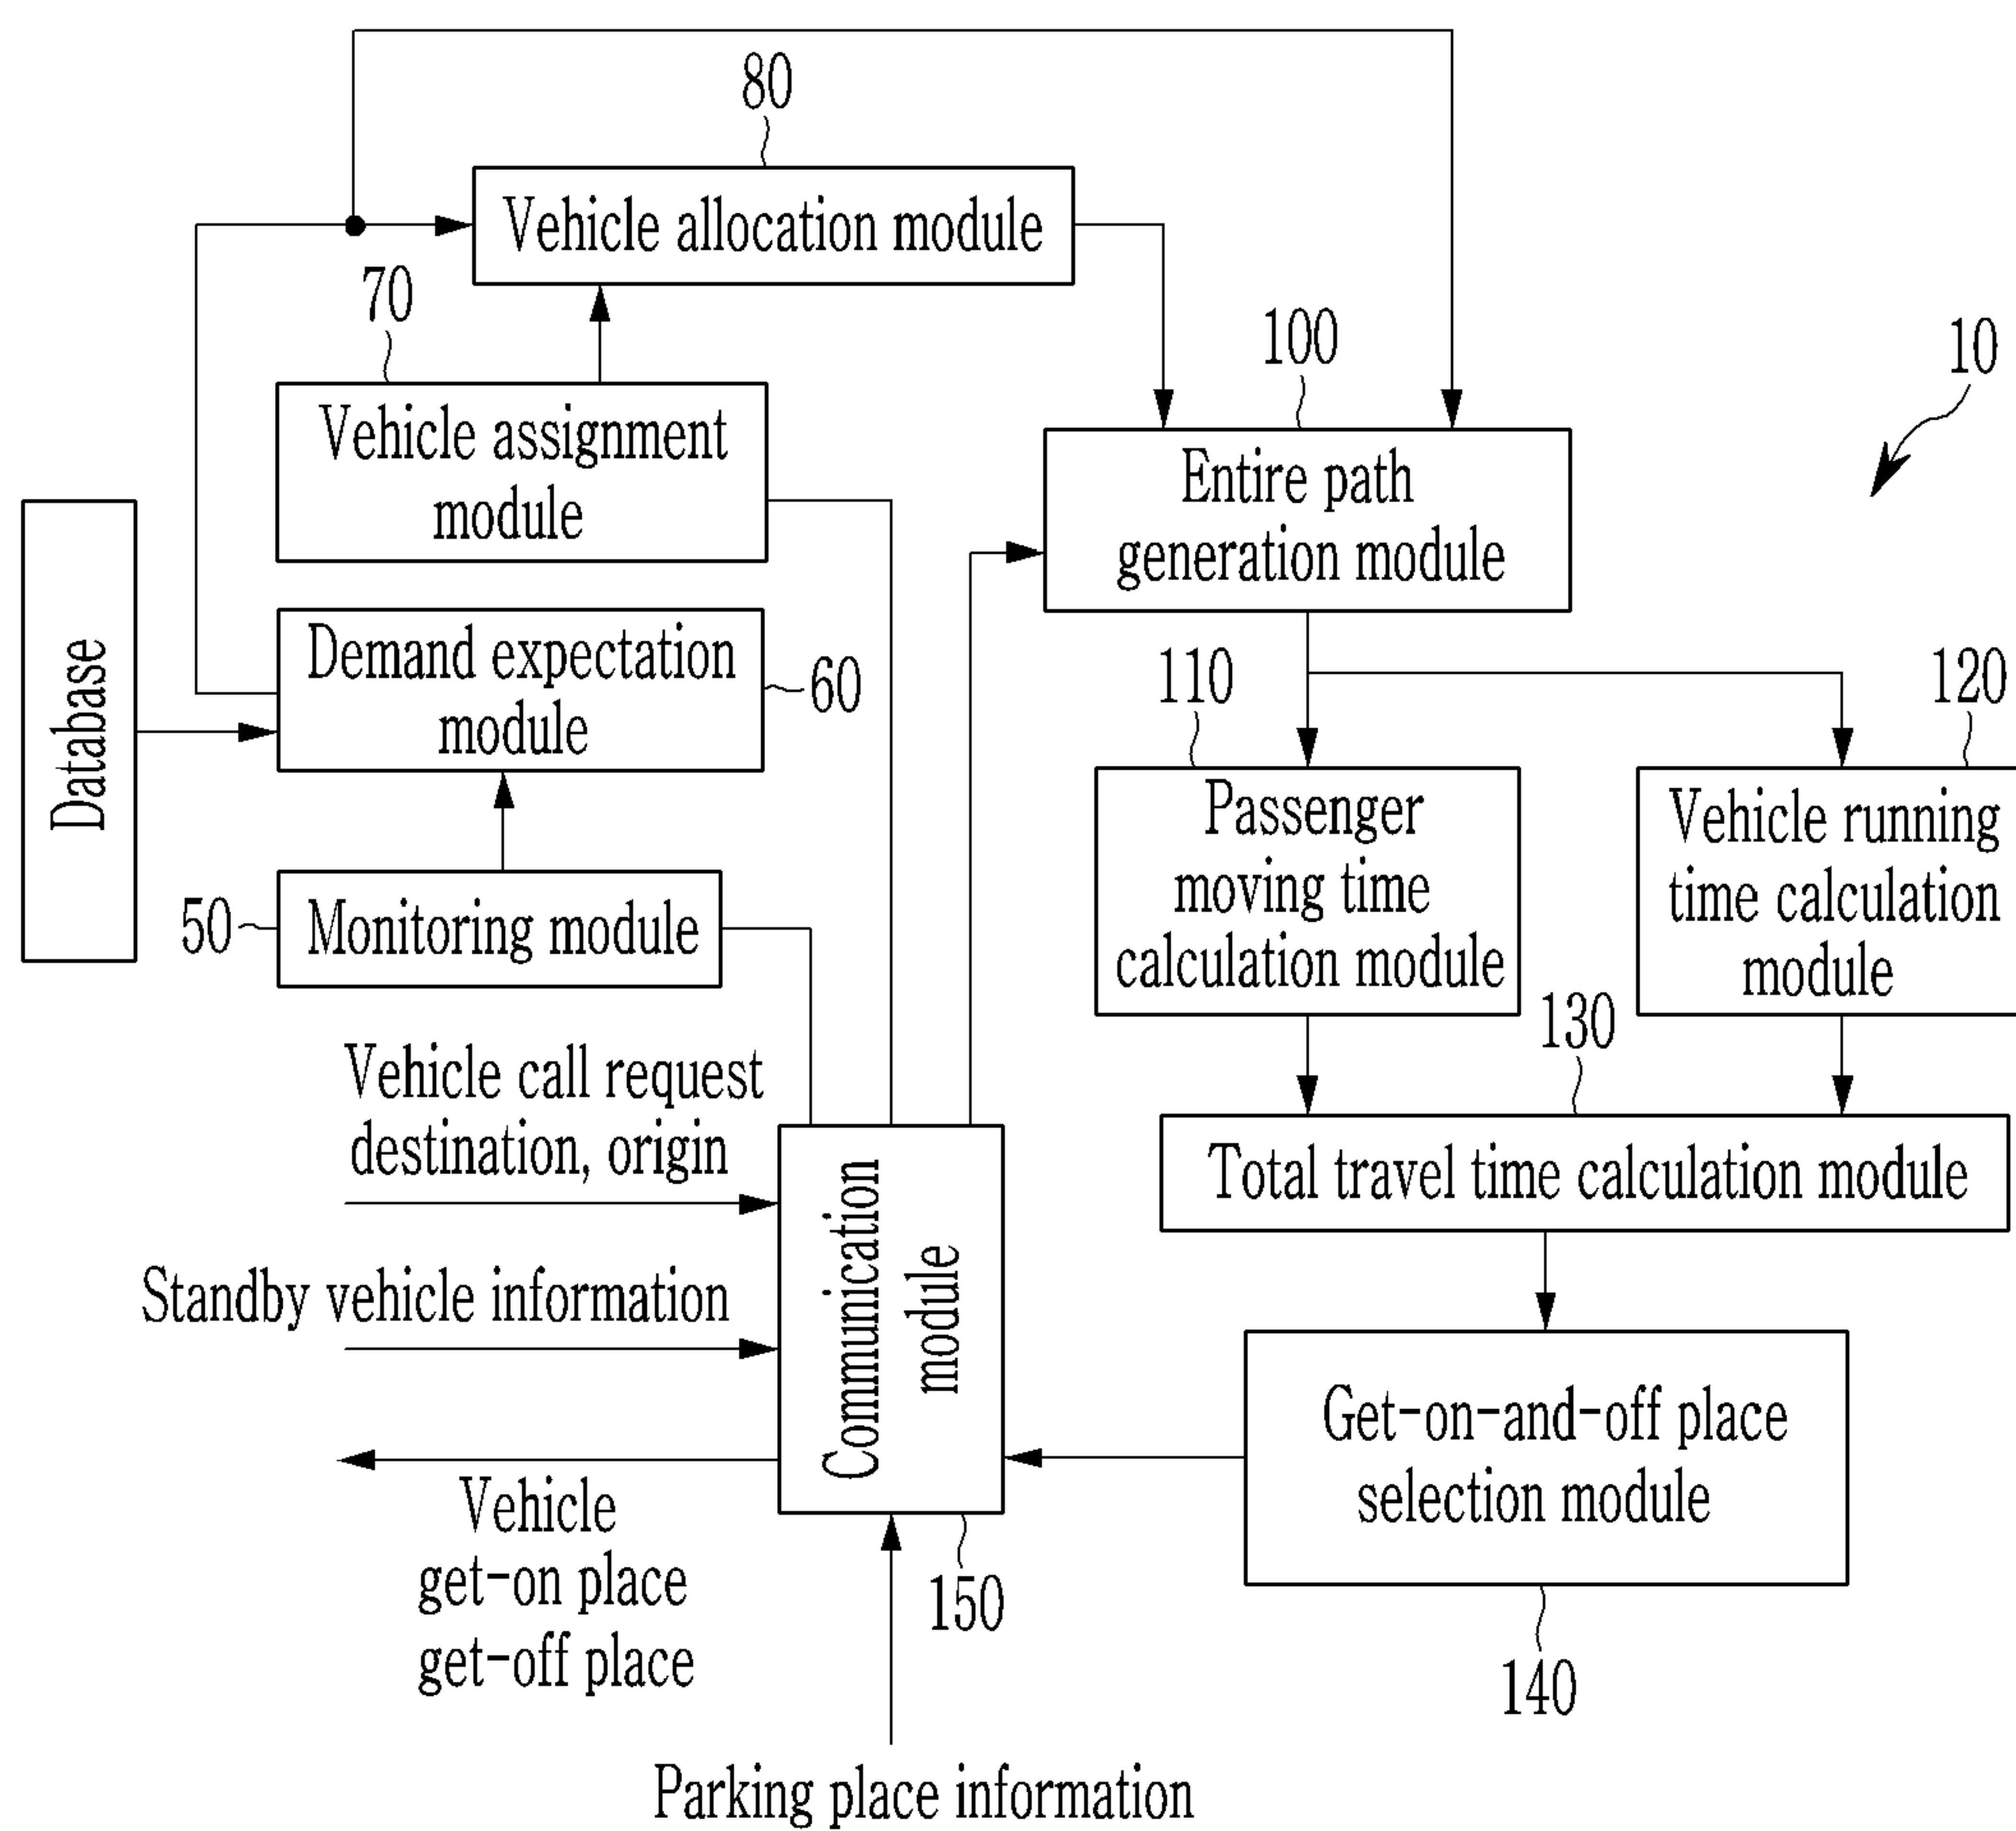 80
Vehicle allocation module
70
Vehicle assignment
module
100
Entire path
generation module
10
Database
Demand expectation
module
60
50
Monitoring module
110
Passenger
moving time
calculation module
120
Vehicle running
time calculation
module
130
Total travel time calculation module
Vehicle call request
destination, origin
Standby vehicle information
Communication
module
Vehicle
get-on place
get-off place
150
Get-on-and-off place
selection module
140
Parking place information